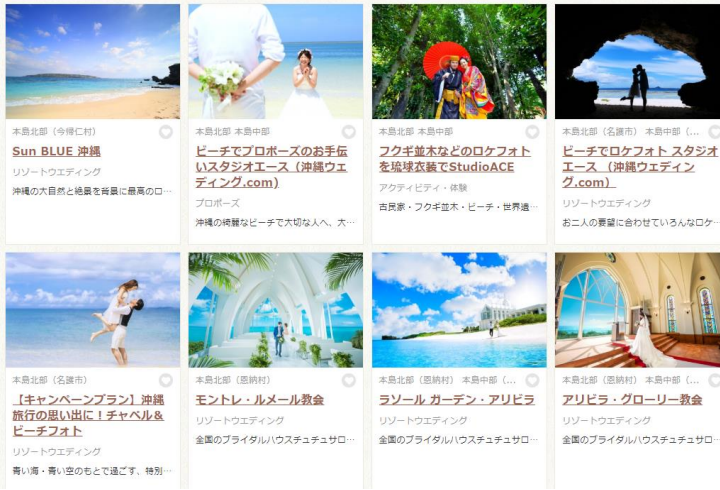 本島北部（今帰仁村）
Sun BLUE 沖縄
リゾートウエディング
沖縄の大自然と絶景を背景に最高のロ…
本島北部 本島中部
ビーチでプロポーズのお手伝
いスタジオエース（沖縄ウェ
ディング.com)
プロポーズ
沖縄の綺麗なビーチで大切な人へ、大…
本島北部 本島中部
フクギ並木などのロケフォト
を琉球衣装でStudioACE
アクティビティ・体験
古民家・フクギ並木・ビーチ・世界遺…
本島北部（名護市） 本島中部（...
ビーチでロケフォト スタジオ
エース （沖縄ウェディン
グ.com）
リゾートウエディング
お二人の要望に合わせていろんなロケ…
本島北部（名護市）
【キャンペーンプラン】沖縄
旅行の思い出に！チャペル&
ビーチフォト
リゾートウエディング
青い海・青い空のもとで過ごす、特別…
本島北部（恩納村）
モントレ・ルメール教会
リゾートウエディング
全国のブライダルハウスチュチュサロ…
本島北部（恩納村） 本島中部（...
ラソール ガーデン・アリビラ
リゾートウエディング
全国のブライダルハウスチュチュサロ…
本島北部（恩納村） 本島中部（...
アリビラ・グローリー教会
リゾートウエディング
全国のブライダルハウスチュチュサロ…